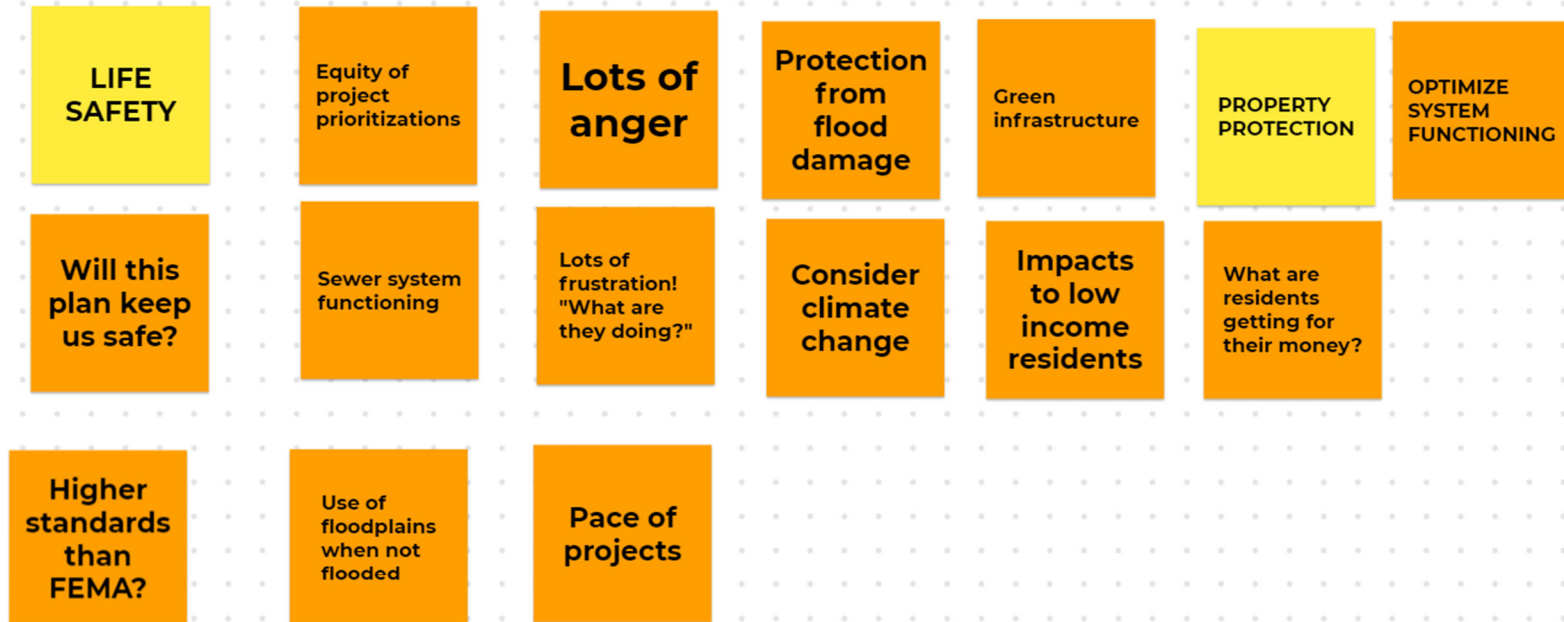 LIFE
SAFETY
Equity of
project
prioritizations
Lots of
anger
Protection
from
flood
damage
Green
infrastructure
PROPERTY
PROTECTION
OPTIMIZE
SYSTEM
FUNCTIONING
Will this
plan keep
us safe?
Sewer system
functioning
Lots of
frustration!
"What are
they doing?"
Consider
climate
change
Impacts
to low
income
residents
What are
residents
getting for
their money?
Higher
standards
than
FEMA?
Use of
floodplains
when not
flooded
Pace of
projects